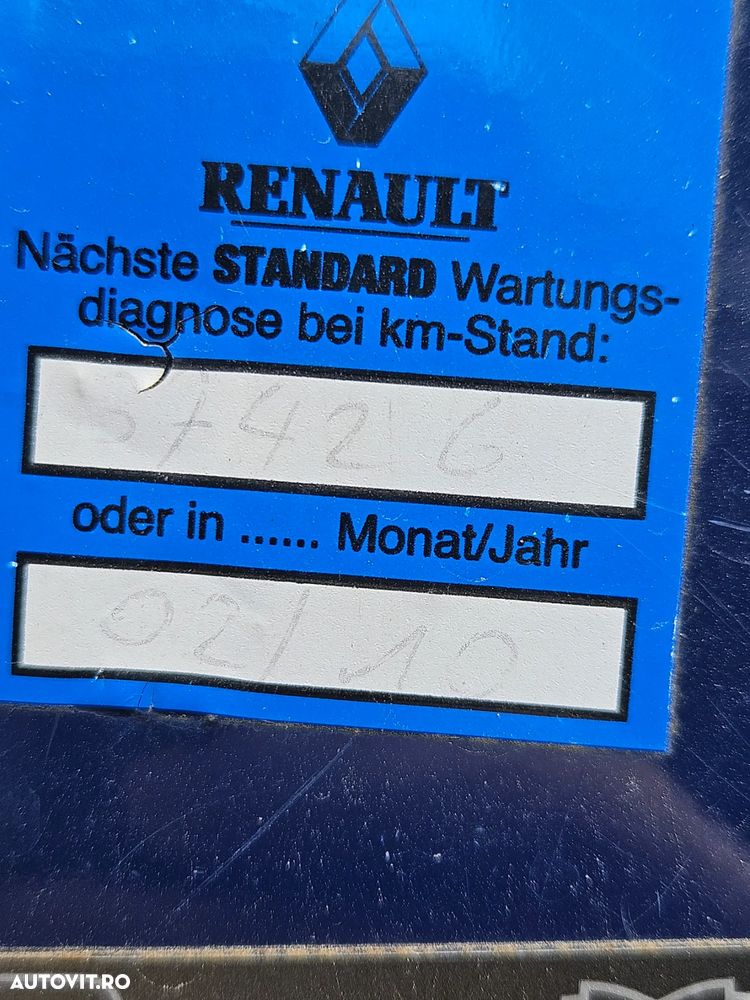 RENAULT
Nächste STANDARD Wartungs-
diagnose bei km-Stand:
oder in ...... Monat/Jahr
02/10
AUTOVIT.RO